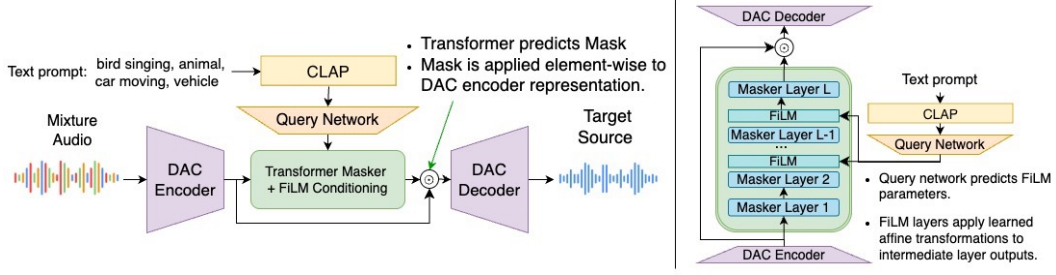 Text prompt: bird singing, animal,
car moving, vehicle
CLAP
Query Network
Mixture
Audio
DAC
Encoder
Transformer Masker
+ FiLM Conditioning
• Transformer predicts Mask
• Mask is applied element-wise to
DAC encoder representation.
DAC
Decoder
Target
Source
DAC Decoder
Masker Layer L
FiLM
Masker Layer L-1
...
FiLM
Masker Layer 2
Masker Layer 1
DAC Encoder
Text prompt
CLAP
Query Network
• Query network predicts FiLM
parameters.
• FiLM layers apply learned
affine transformations to
intermediate layer outputs.